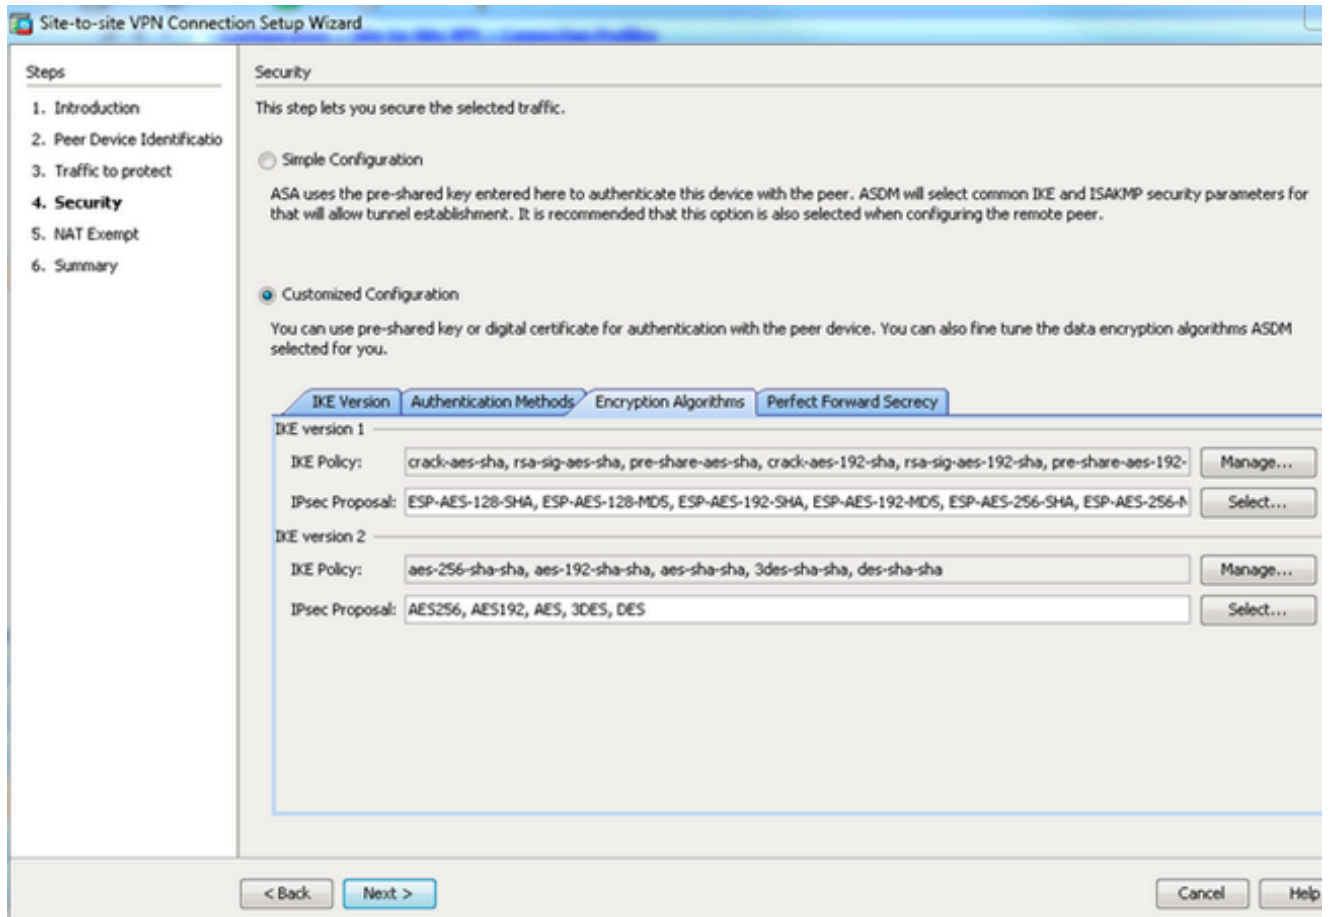 Site-to-site VPN Connection Setup Wizard
Steps
1. Introduction
2. Peer Device Identificatio
3. Traffic to protect
4. Security
5. NAT Exempt
6. Summary
Security
This step lets you secure the selected traffic.
Simple Configuration
ASA uses the pre-shared key entered here to authenticate this device with the peer. ASDM will select common IKE and ISAKMP security parameters for
that will allow tunnel establishment. It is recommended that this option is also selected when configuring the remote peer.
Customized Configuration
You can use pre-shared key or digital certificate for authentication with the peer device. You can also fine tune the data encryption algorithms ASDM
selected for you.
IKE Version Authentication Methods Encryption Algorithms Perfect Forward Secrecy
IKE version 1
IKE Policy: crack-aes-sha, rsa-sig-aes-sha, pre-share-aes-sha, crack-aes-192-sha, rsa-sig-aes-192-sha, pre-share-aes-192- Manage...
IPsec Proposal: ESP-AES-128-SHA, ESP-AES-128-MD5, ESP-AES-192-SHA, ESP-AES-192-MD5, ESP-AES-256-SHA, ESP-AES-256-M Select...
IKE version 2
IKE Policy: aes-256-sha-sha, aes-192-sha-sha, aes-sha-sha, 3des-sha-sha, des-sha-sha Manage...
IPsec Proposal: AES256, AES192, AES, 3DES, DES Select...
< Back Next > Cancel Help